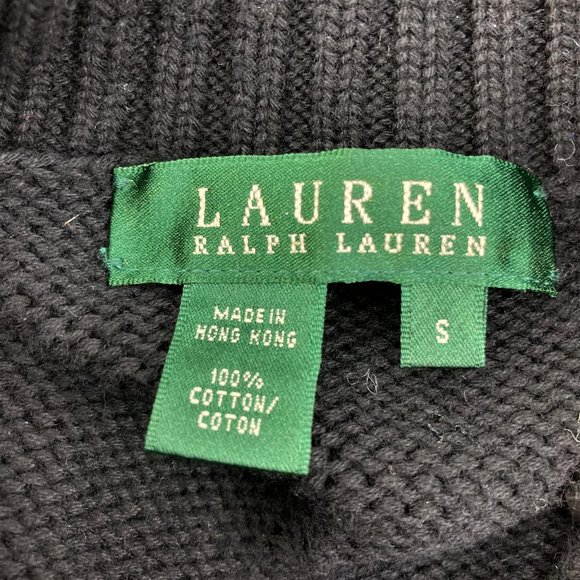 LAUREN
RALPH LAUREN
MADE IN
HONG KONG
100%
COTTON/
COTON
S